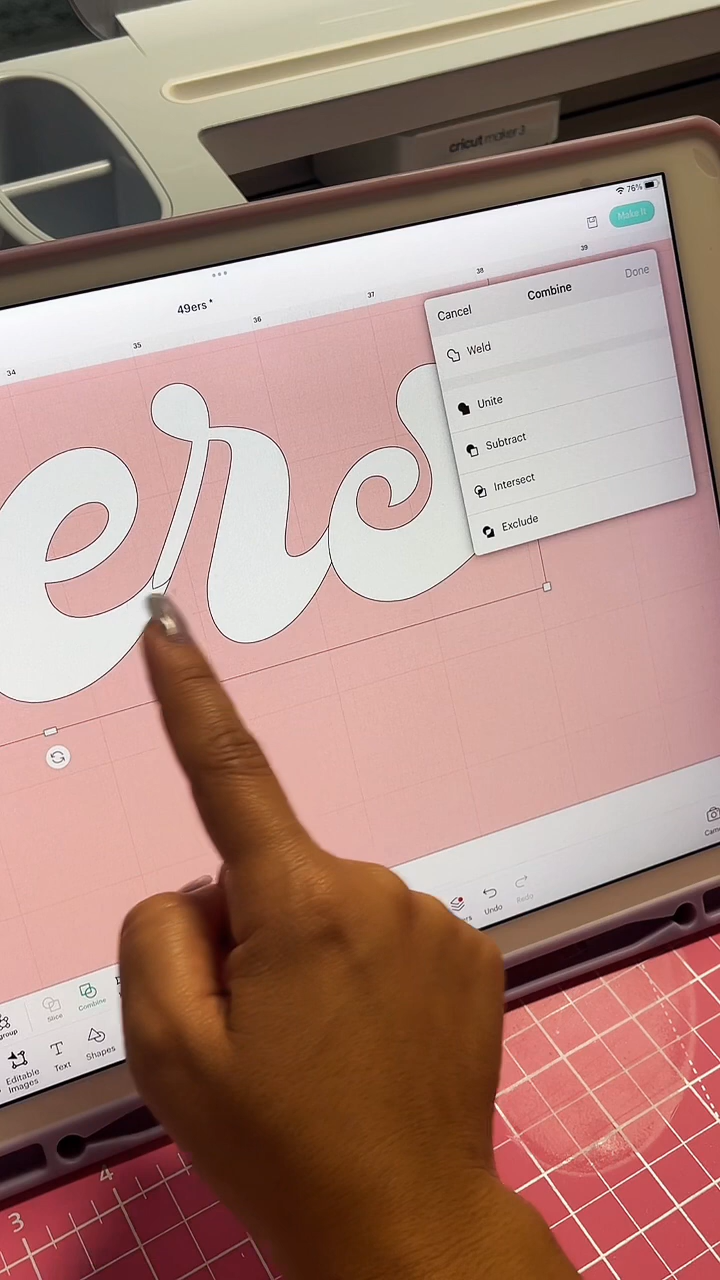 cricut maker 3
76%
Make It
39
38
37
36
35
34
49ers *
Cancel
Combine
Done
Weld
Unite
Subtract
Intersect
Exclude
ers
Undo
Redo
Slice
Combine
Editable
Images
Text
Shapes
4
3